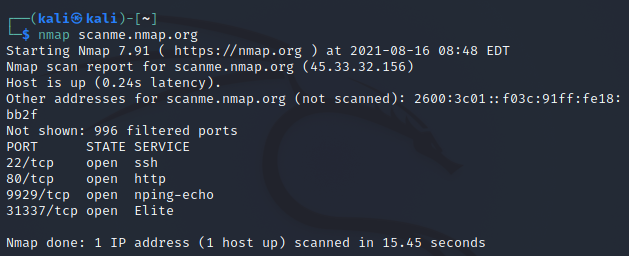 ┌──(kali㉿kali)-[~]
└─$ nmap scanme.nmap.org
Starting Nmap 7.91 ( https://nmap.org ) at 2021-08-16 08:48 EDT
Nmap scan report for scanme.nmap.org (45.33.32.156)
Host is up (0.24s latency).
Other addresses for scanme.nmap.org (not scanned): 2600:3c01::f03c:91ff:fe18:
bb2f
Not shown: 996 filtered ports
PORT      STATE SERVICE
22/tcp    open  ssh
80/tcp    open  http
9929/tcp  open  nping-echo
31337/tcp open  Elite
Nmap done: 1 IP address (1 host up) scanned in 15.45 seconds